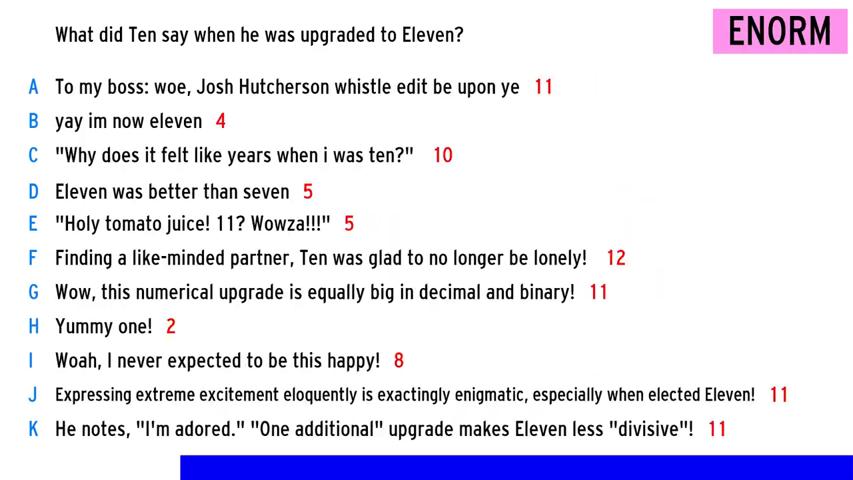 What did Ten say when he was upgraded to Eleven?
ENORM
A To my boss: woe, Josh Hutcherson whistle edit be upon ye 11
B yay im now eleven 4
C "Why does it felt like years when i was ten?" 10
D Eleven was better than seven 5
E "Holy tomato juice! 11? Wowza!!!" 5
F Finding a like-minded partner, Ten was glad to no longer be lonely! 12
G Wow, this numerical upgrade is equally big in decimal and binary! 11
H Yummy one! 2
I Woah, I never expected to be this happy! 8
J Expressing extreme excitement eloquently is exactingly enigmatic, especially when elected Eleven! 11
K He notes, "I'm adored." "One additional" upgrade makes Eleven less "divisive"! 11